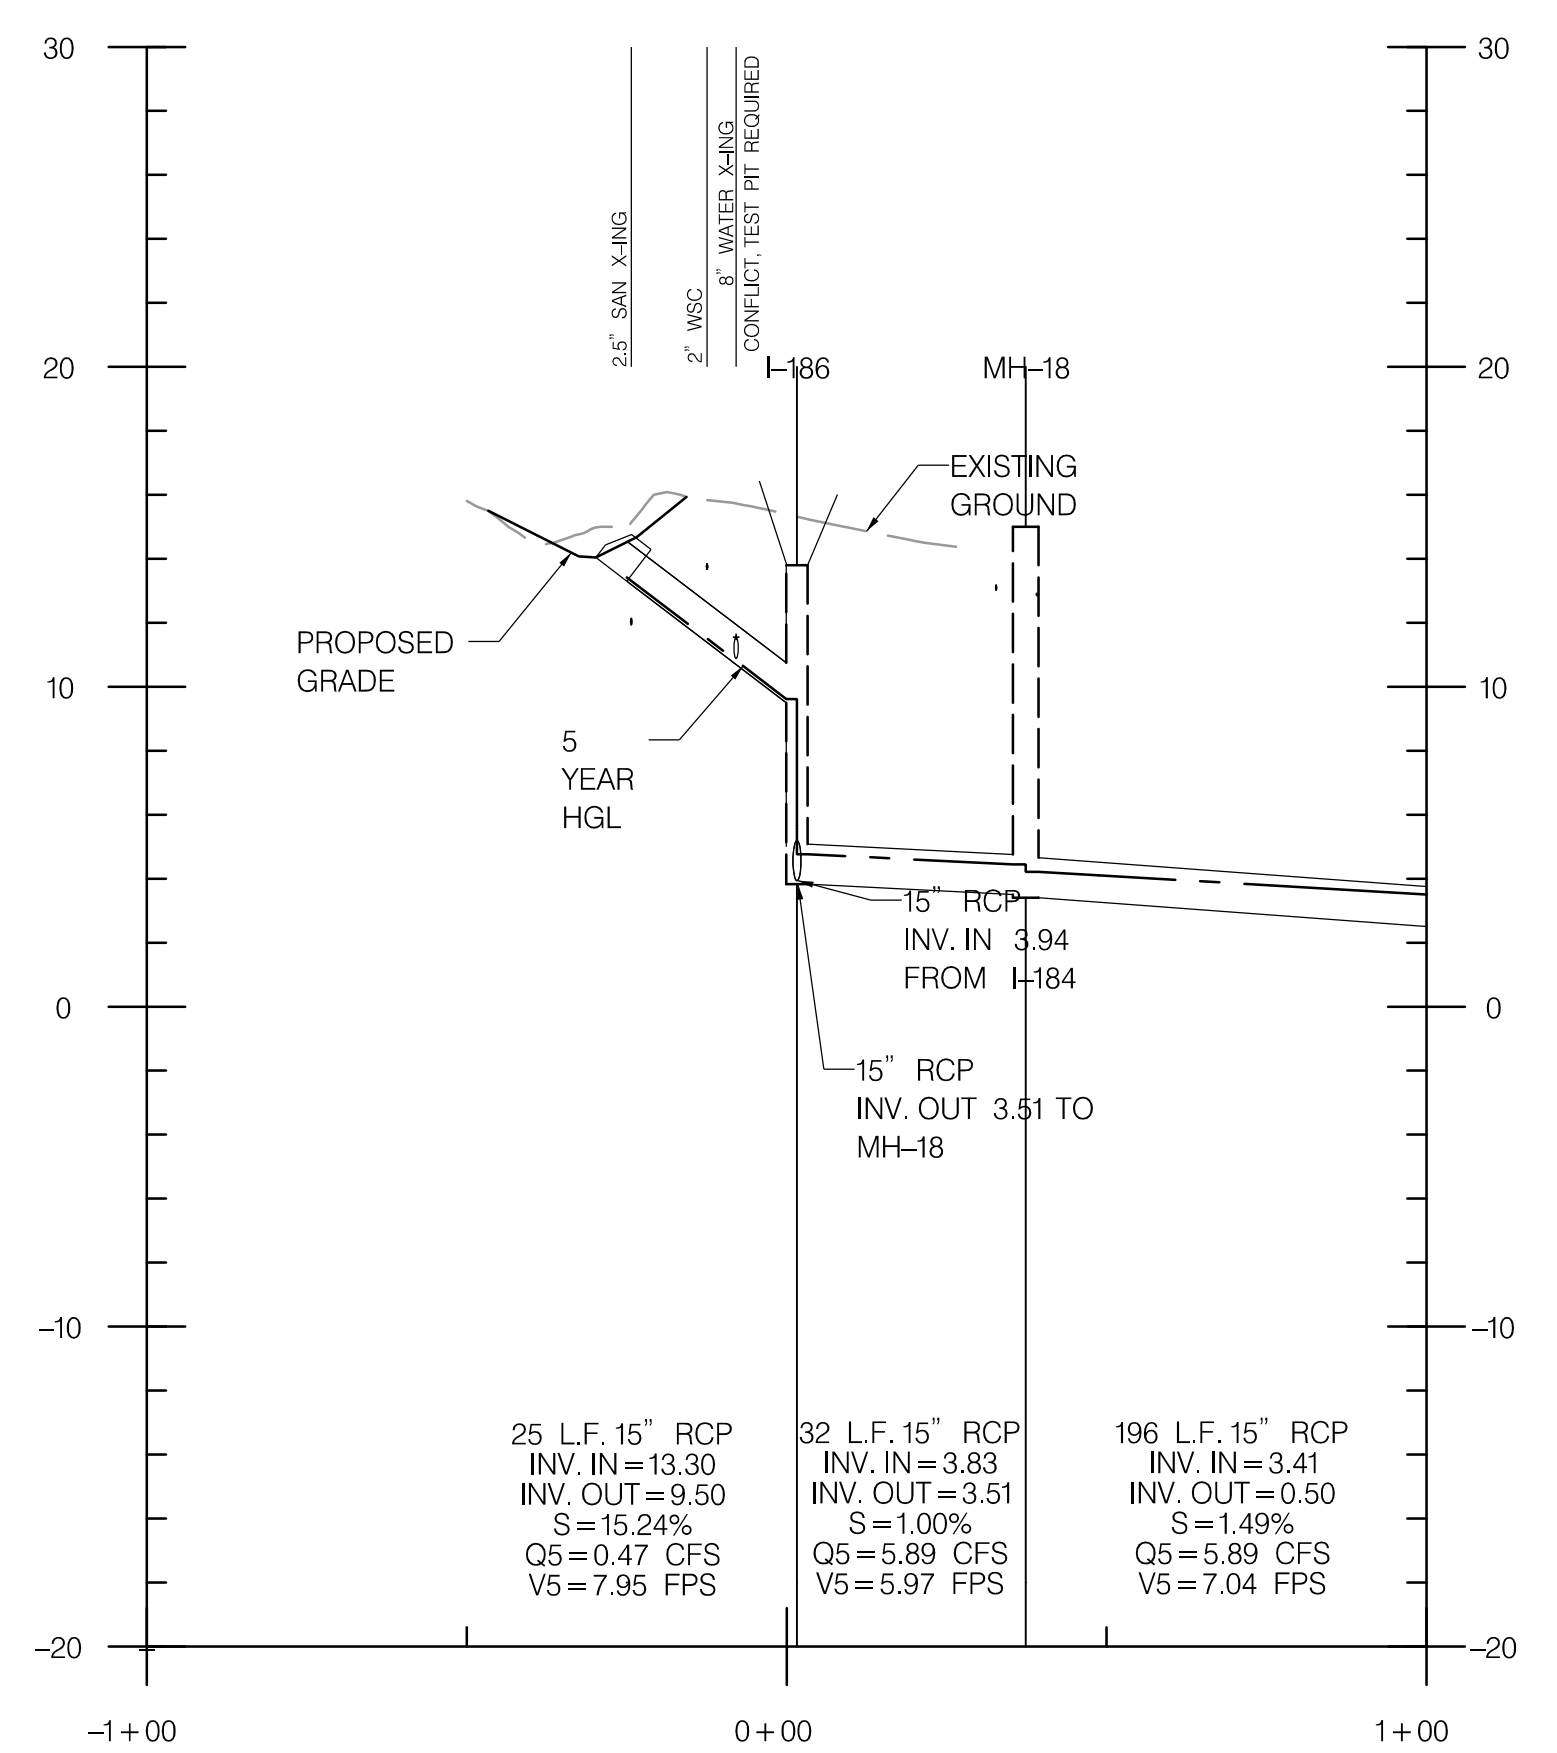 30
30
2.5" SAN X-ING
2" WSC
8" WATER X-ING
CONFLICT, TEST PIT REQUIRED
20
I-186
MH-18
20
EXISTING
GROUND
PROPOSED
GRADE
10
10
5
YEAR
HGL
15" RCP
INV. IN 3.94
FROM I-184
0
0
15" RCP
INV. OUT 3.51 TO
MH-18
-10
-10
25 L.F. 15" RCP
INV. IN=13.30
INV. OUT=9.50
S=15.24%
Q5=0.47 CFS
V5=7.95 FPS
32 L.F. 15" RCP
INV. IN=3.83
INV. OUT=3.51
S=1.00%
Q5=5.89 CFS
V5=5.97 FPS
196 L.F. 15" RCP
INV. IN=3.41
INV. OUT=0.50
S=1.49%
Q5=5.89 CFS
V5=7.04 FPS
-20
-20
-1+00
0+00
1+00